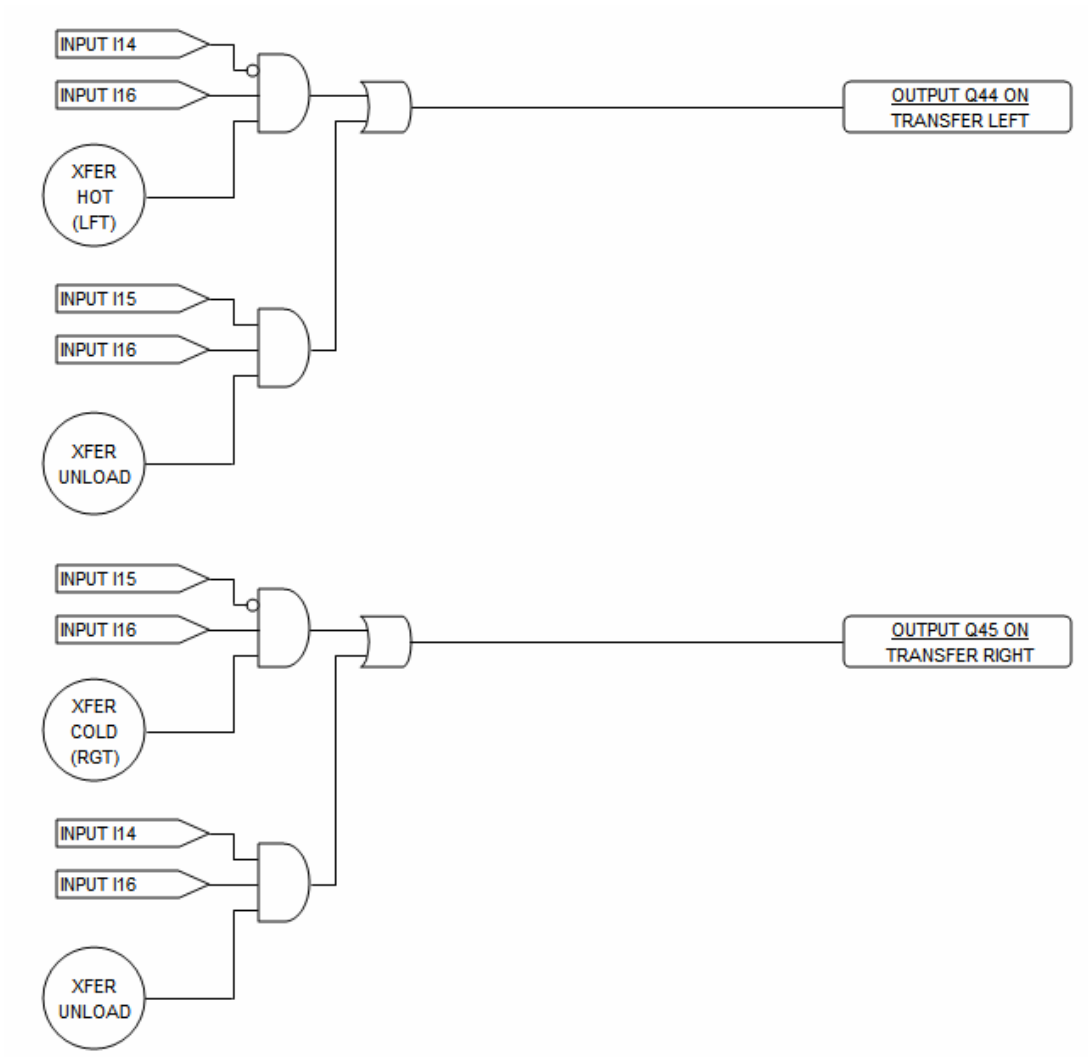 INPUT I14
INPUT I16
XFER
HOT
(LFT)
OUTPUT Q44 ON
TRANSFER LEFT
INPUT I15
INPUT I16
XFER
UNLOAD
INPUT I15
INPUT I16
XFER
COLD
(RGT)
OUTPUT Q45 ON
TRANSFER RIGHT
INPUT I14
INPUT I16
XFER
UNLOAD